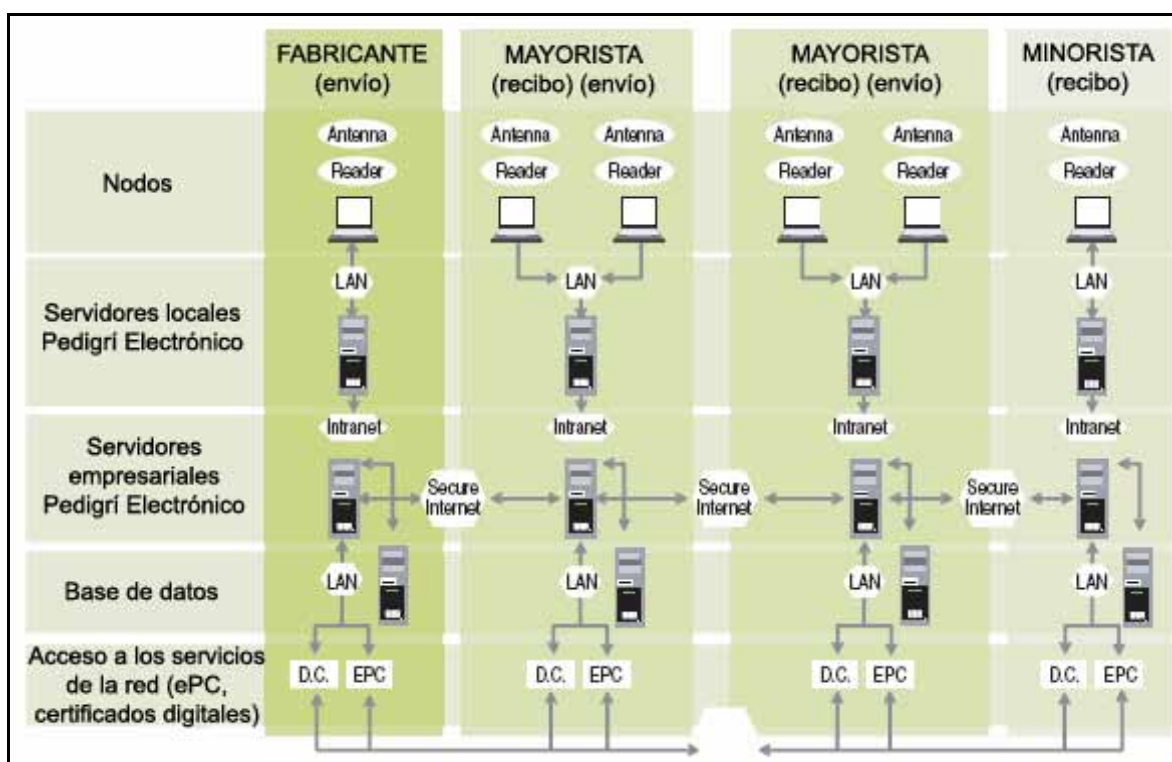 FABRICANTE
(envío)
MAYORISTA
(recibo) (envío)
MAYORISTA
(recibo) (envío)
MINORISTA
(recibo)
Nodos
Antenna
Antenna
Antenna
Antenna
Antenna
Antenna
Reader
Reader
Reader
Reader
Reader
Reader
Servidores locales
Pedigrí Electrónico
LAN
LAN
LAN
LAN
Intranet
Intranet
Intranet
Intranet
Servidores
empresariales
Pedigrí Electrónico
Secure
Internet
Secure
Internet
Secure
Internet
Base de datos
LAN
LAN
LAN
LAN
Acceso a los servicios
de la red (ePC,
certificados digitales)
D.C.
EPC
D.C.
EPC
D.C.
EPC
D.C.
EPC